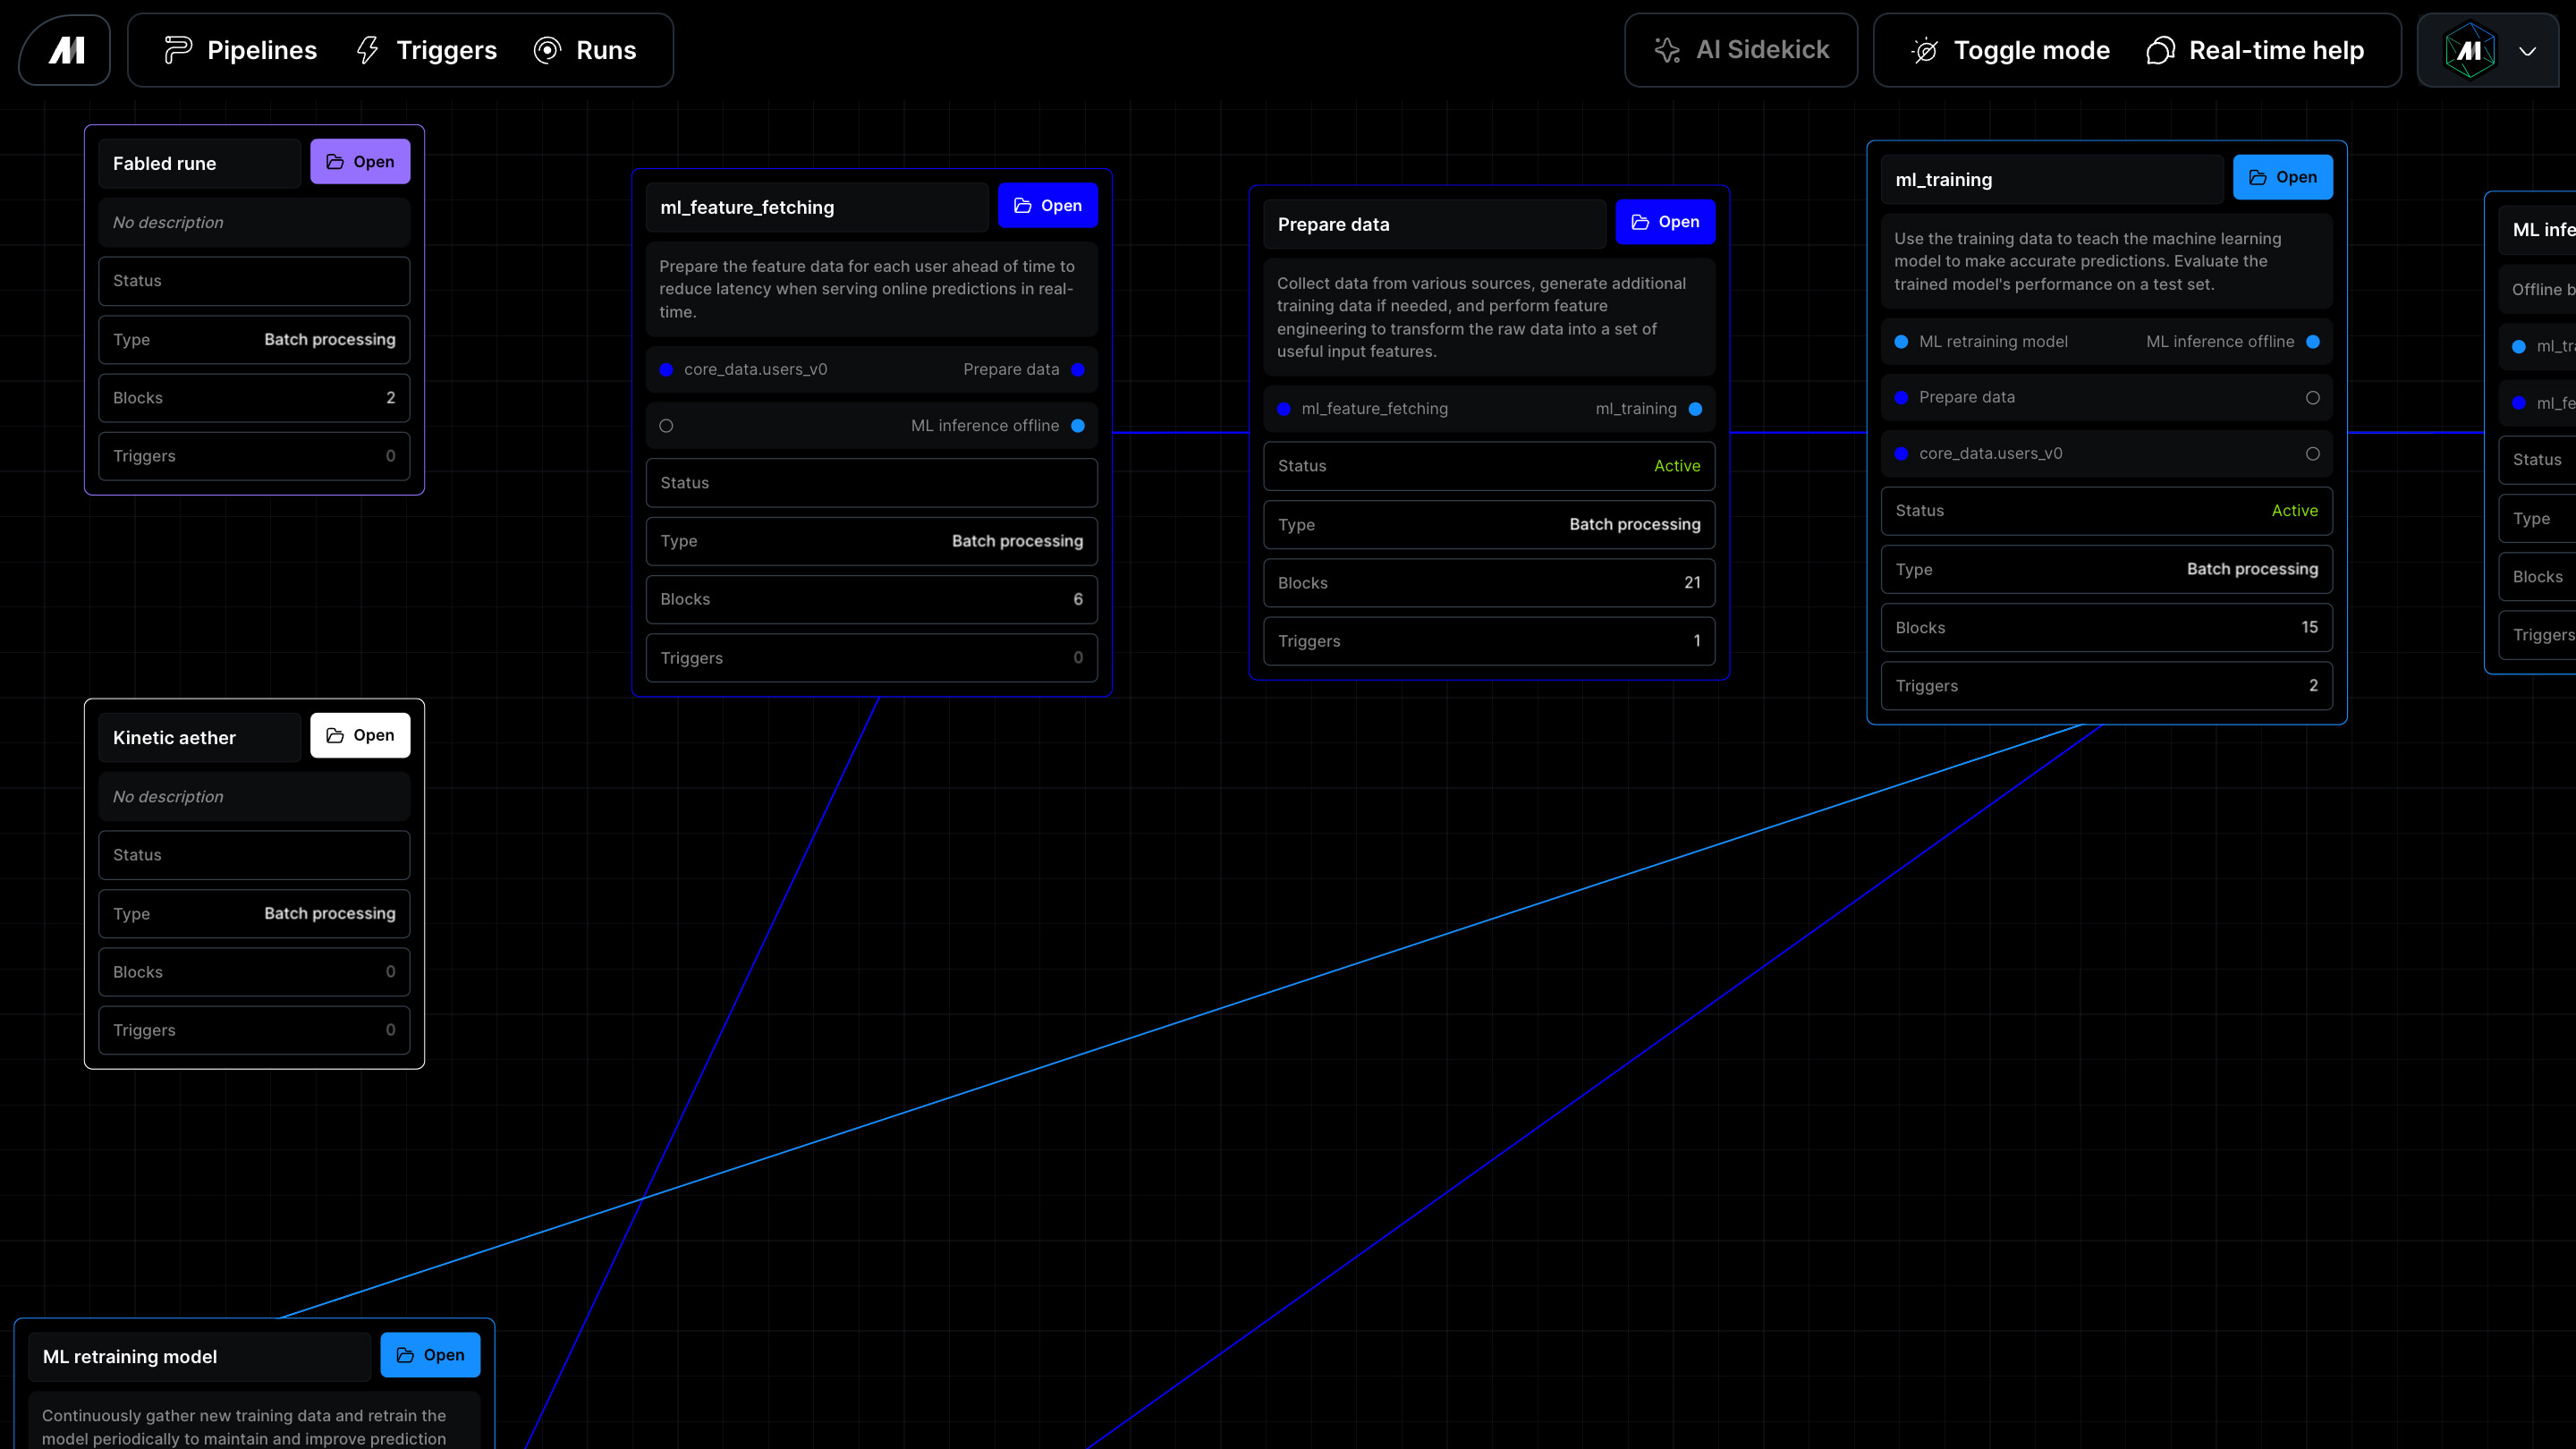 Pipelines
Triggers
Runs
AI Sidekick
Toggle mode
Real-time help
Fabled rune
Open
No description
Status
Type Batch processing
Blocks 2
Triggers 0
ml_feature_fetching
Open
Prepare the feature data for each user ahead of time to
reduce latency when serving online predictions in real-
time.
core_data.users_v0 Prepare data
ML inference offline
Status
Type Batch processing
Blocks 6
Triggers 0
Prepare data
Open
Collect data from various sources, generate additional
training data if needed, and perform feature
engineering to transform the raw data into a set of
useful input features.
ml_feature_fetching ml_training
Status Active
Type Batch processing
Blocks 21
Triggers 1
ml_training
Open
Use the training data to teach the machine learning
model to make accurate predictions. Evaluate the
trained model's performance on a test set.
ML retraining model ML inference offline
Prepare data
core_data.users_v0
Status Active
Type Batch processing
Blocks 15
Triggers 2
ML infe
Offline b
ml_tra
ml_fe
Status
Type
Blocks
Triggers
Kinetic aether
Open
No description
Status
Type Batch processing
Blocks 0
Triggers 0
ML retraining model
Open
Continuously gather new training data and retrain the
model periodically to maintain and improve prediction